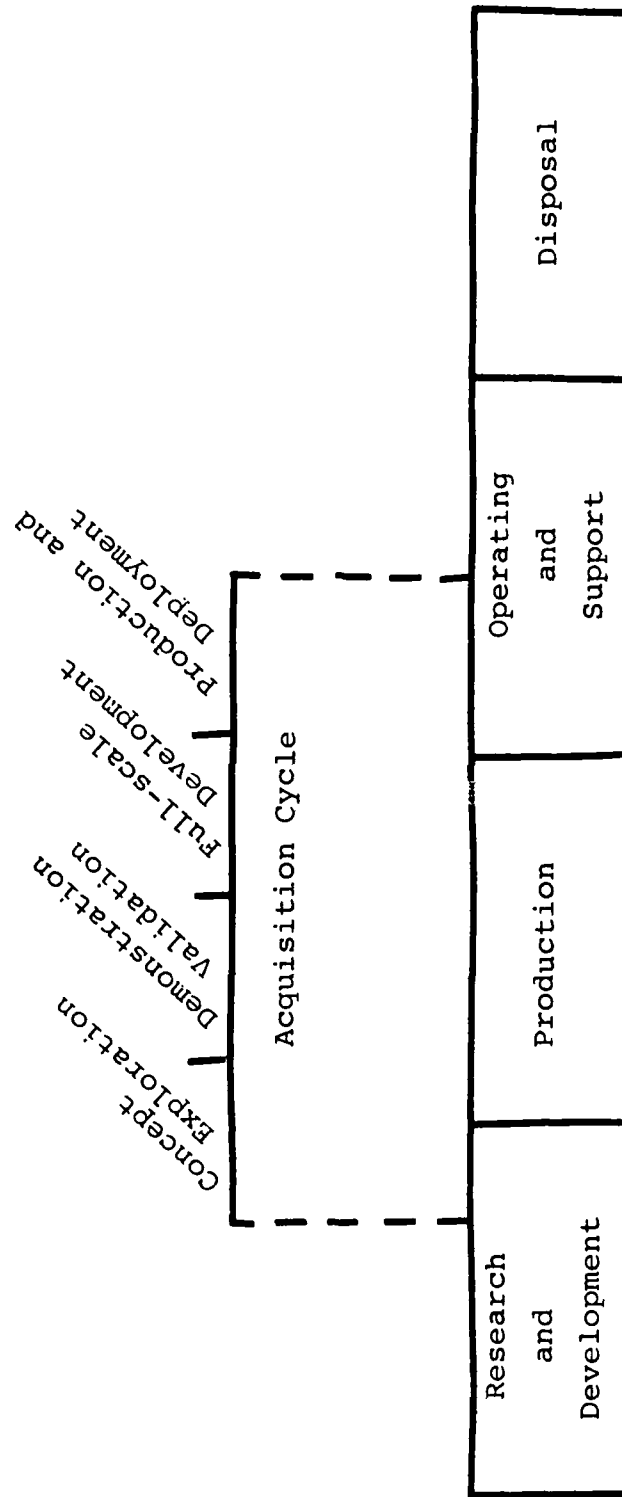 Concept
Exploration
Demonstration
Validation
Full-scale
Development
Production and
Deployment
Acquisition Cycle
Research
and
Development
Production
Operating
and
Support
Disposal